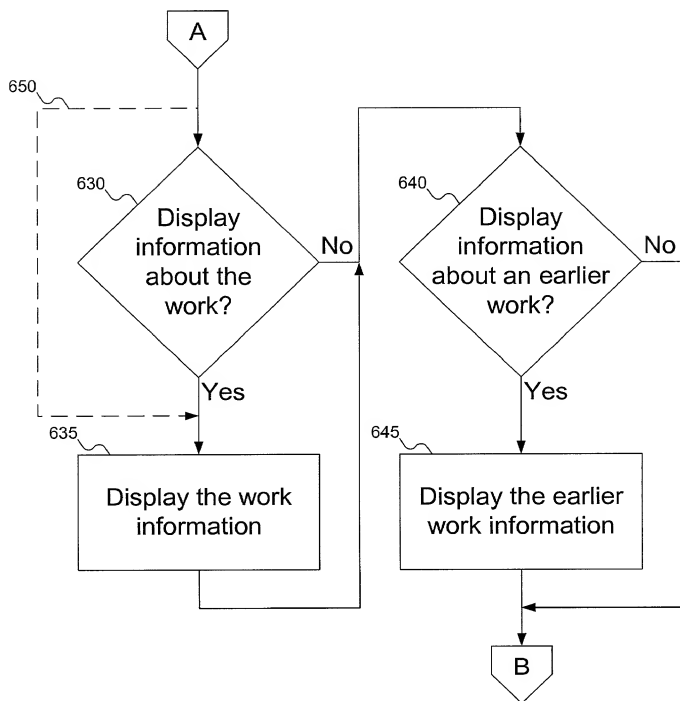 A
650
630
Display
information
about the
work?
No
Yes
635
Display the work
information
640
Display
information
about an earlier
work?
No
Yes
645
Display the earlier
work information
B